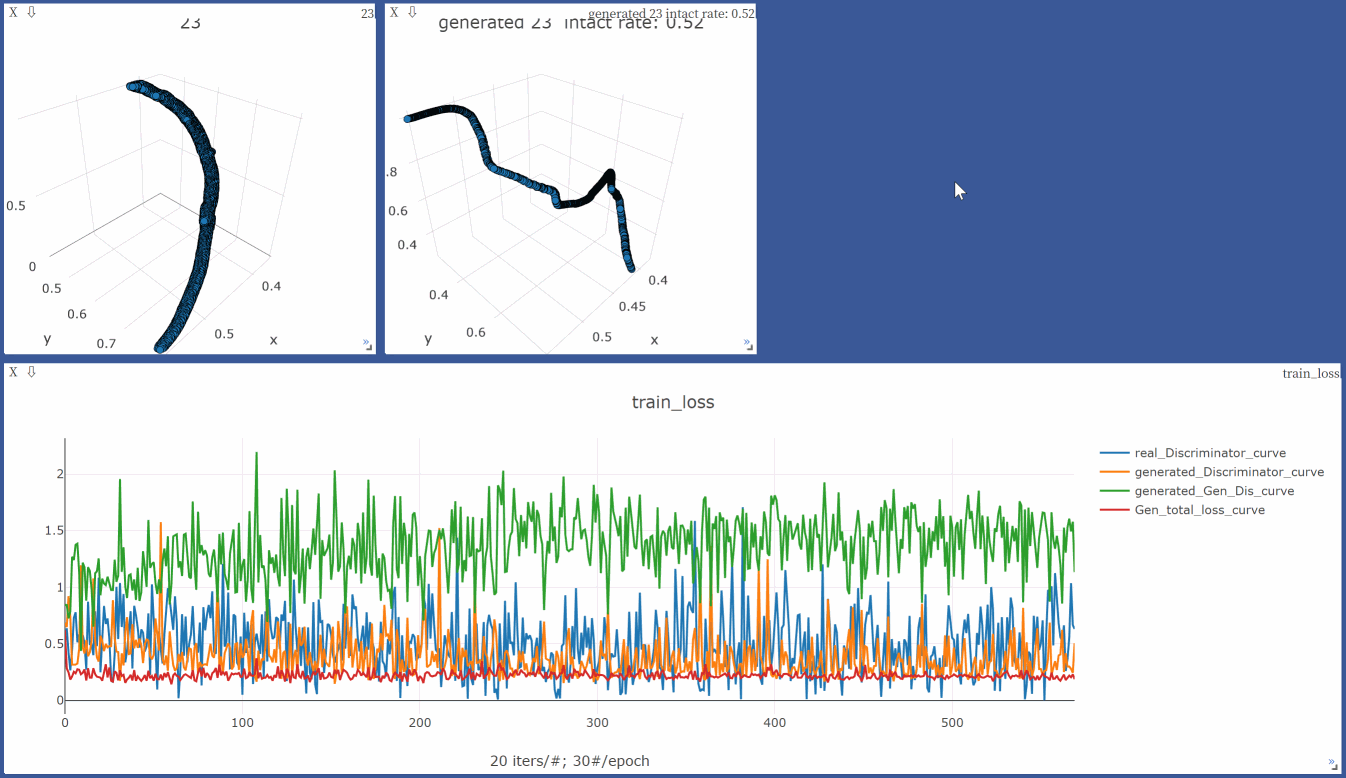 X ⇩ 23
23
0.5
0
0.5
0.6
0.7
y
0.4
0.5
x
»
X ⇩ generated 23 intact rate: 0.52
generated 23 intact rate: 0.52
.8
0.6
0.4
0.4
0.6
y
0.4
0.45
0.5
x
»
X ⇩ train_loss
train_loss
2
1.5
1
0.5
0
0 100 200 300 400 500
20 iters/#; 30#/epoch
real_Discriminator_curve
generated_Discriminator_curve
generated_Gen_Dis_curve
Gen_total_loss_curve
»